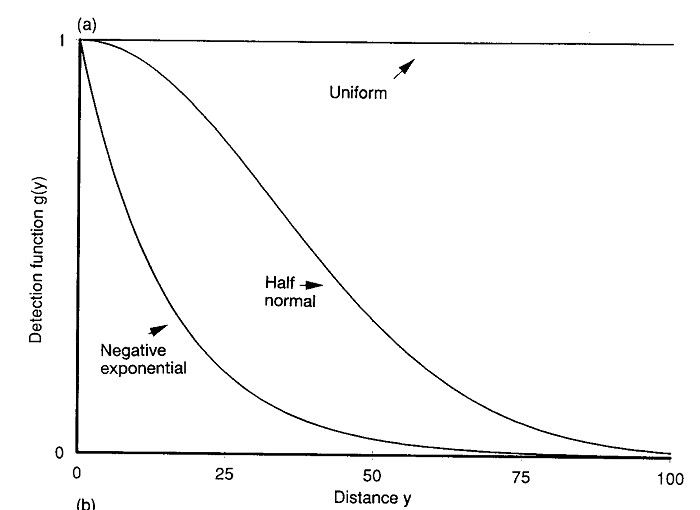 (a)
1
Uniform
Detection function g(y)
Half
normal
Negative
exponential
0
0 25 50 75 100
Distance y
(b)